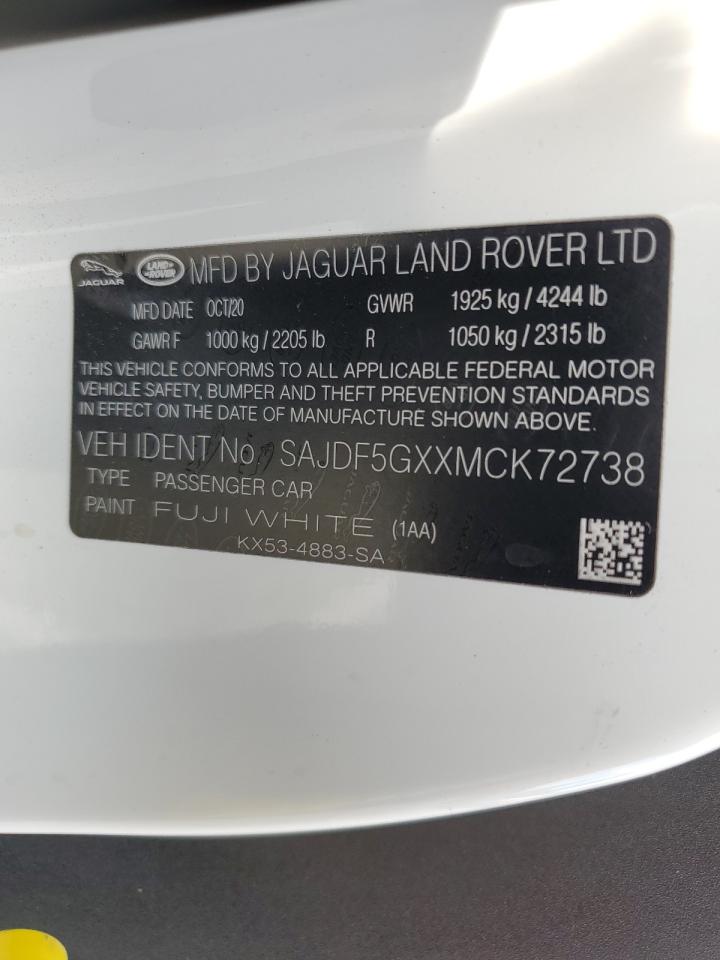 JAGUAR LAND ROVER MFD BY JAGUAR LAND ROVER LTD
MFD DATE OCT/20 GVWR 1925 kg / 4244 lb
GAWR F 1000 kg / 2205 lb R 1050 kg / 2315 lb
THIS VEHICLE CONFORMS TO ALL APPLICABLE FEDERAL MOTOR
VEHICLE SAFETY, BUMPER AND THEFT PREVENTION STANDARDS
IN EFFECT ON THE DATE OF MANUFACTURE SHOWN ABOVE.
VEH IDENT No. SAJDF5GXXMCK72738
TYPE PASSENGER CAR
PAINT FUJI WHITE (1AA)
KX53-4883-SA